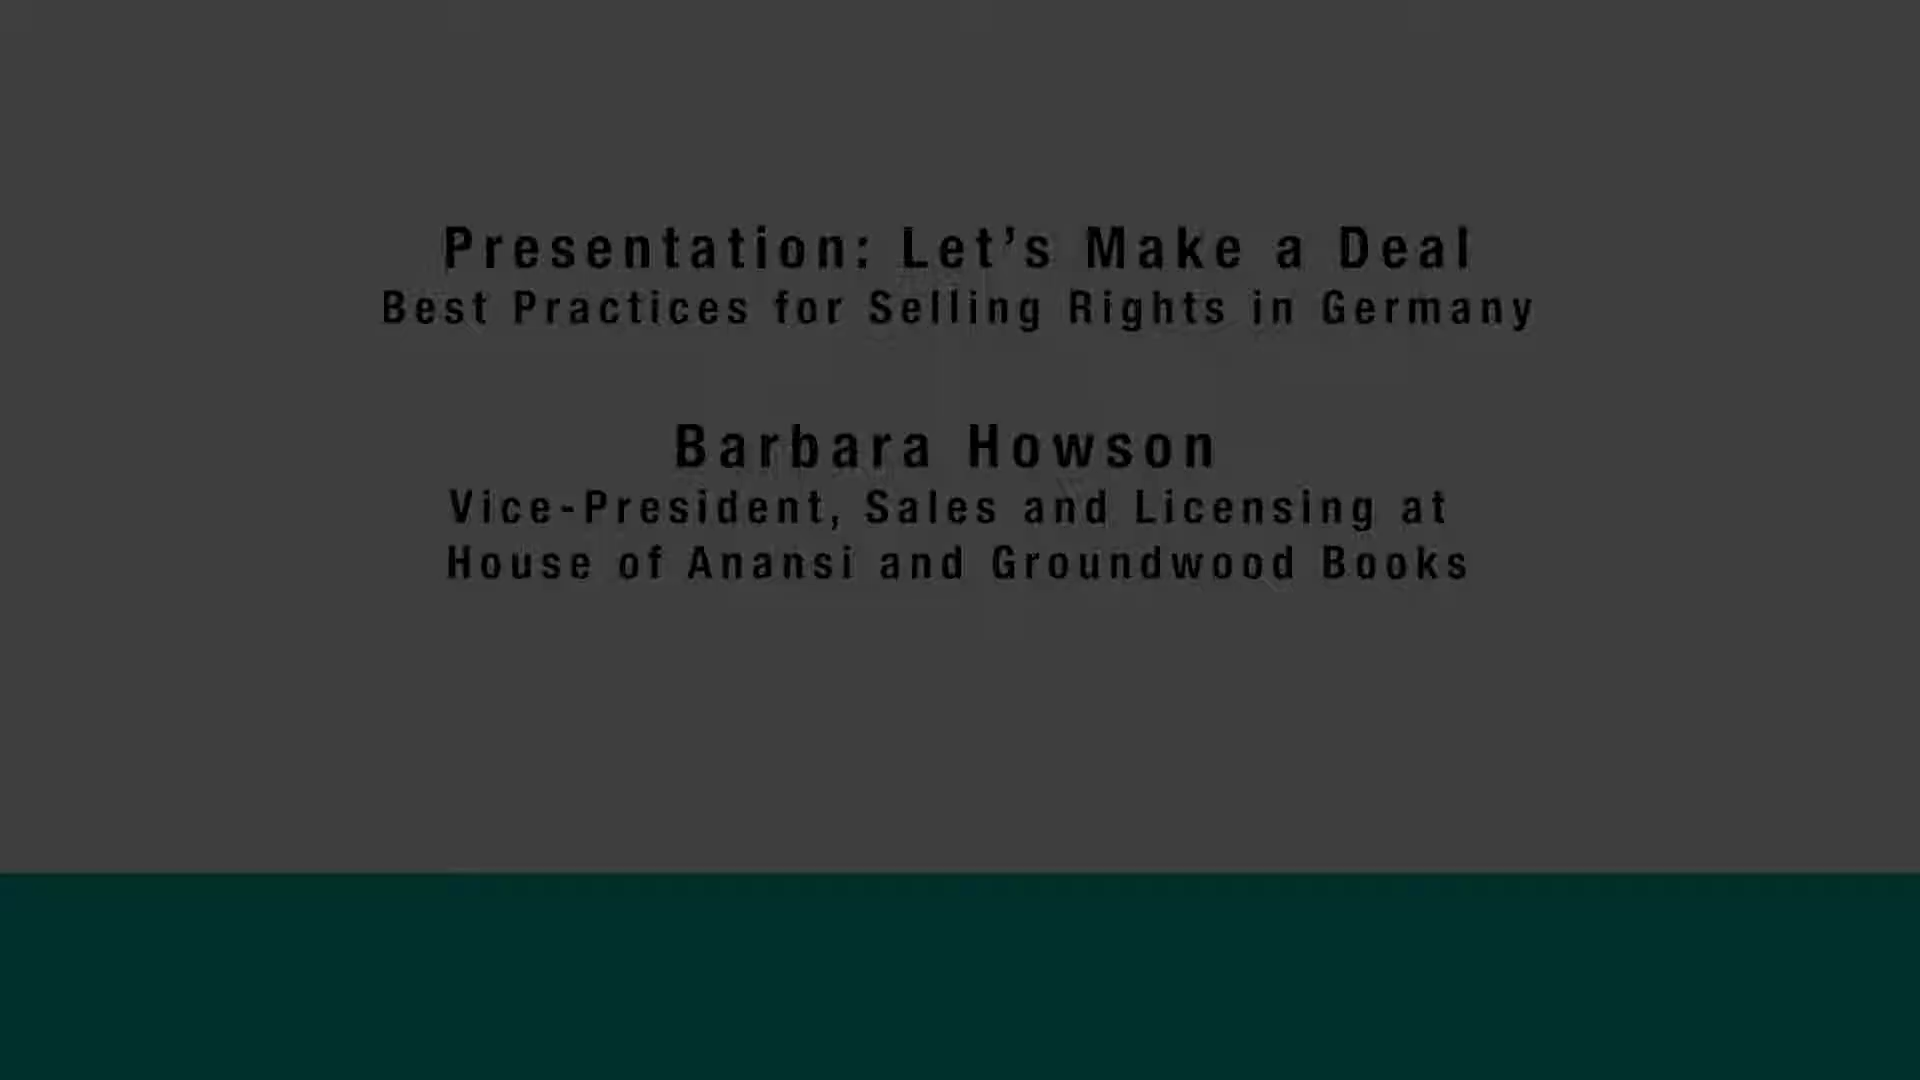 Presentation: Let’s Make a Deal
Best Practices for Selling Rights in Germany
Barbara Howson
Vice-President, Sales and Licensing at
House of Anansi and Groundwood Books